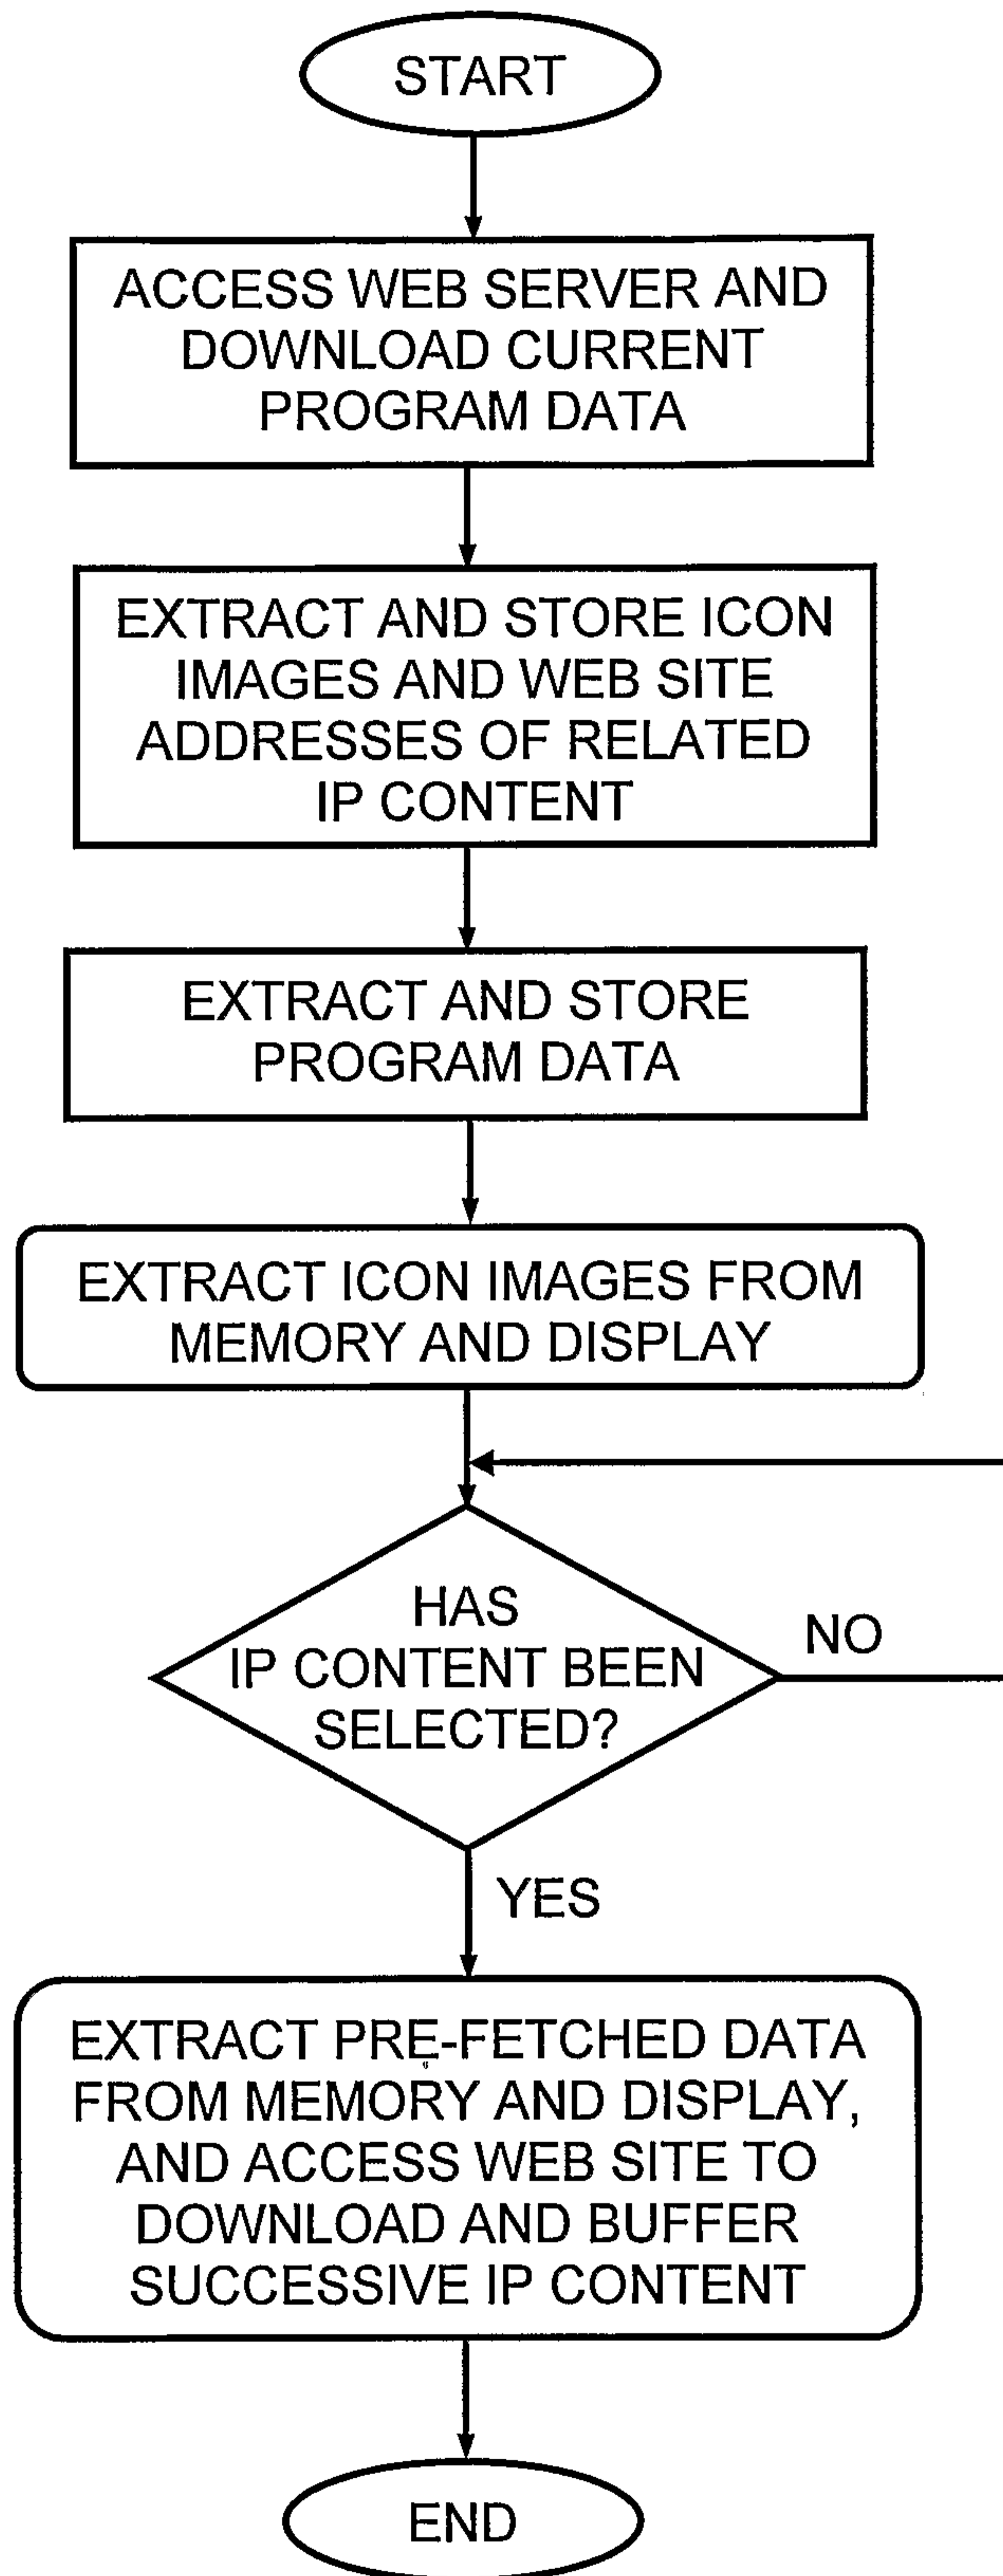 START
ACCESS WEB SERVER AND
DOWNLOAD CURRENT
PROGRAM DATA
EXTRACT AND STORE ICON
IMAGES AND WEB SITE
ADDRESSES OF RELATED
IP CONTENT
EXTRACT AND STORE
PROGRAM DATA
EXTRACT ICON IMAGES FROM
MEMORY AND DISPLAY
HAS
IP CONTENT BEEN
SELECTED?
NO
YES
EXTRACT PRE-FETCHED DATA
FROM MEMORY AND DISPLAY,
AND ACCESS WEB SITE TO
DOWNLOAD AND BUFFER
SUCCESSIVE IP CONTENT
END